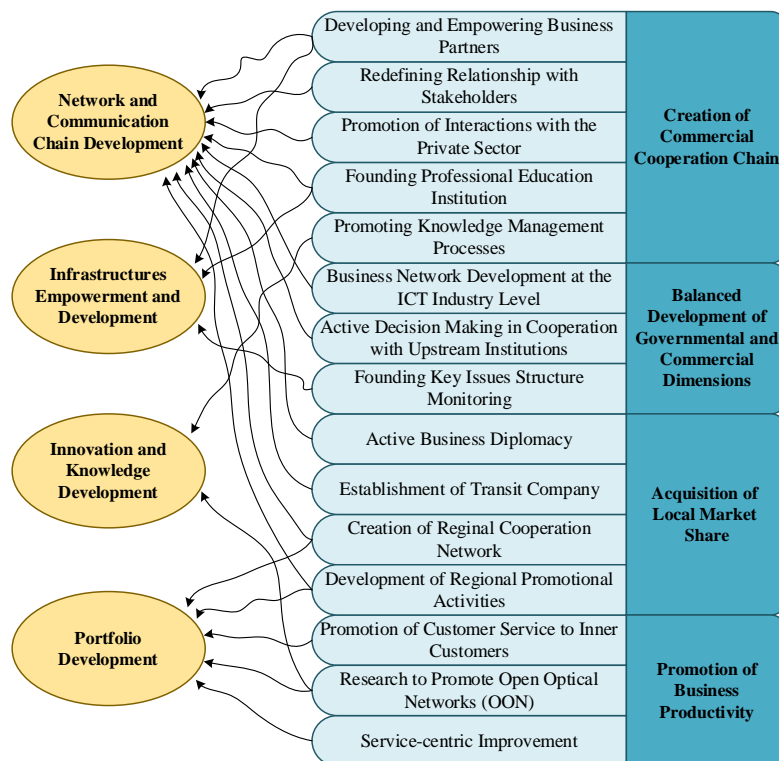 Network and
Communication
Chain Development
Infrastructures
Empowerment and
Development
Innovation and
Knowledge
Development
Portfolio
Development
Developing and Empowering Business
Partners
Redefining Relationship with
Stakeholders
Promotion of Interactions with the
Private Sector
Founding Professional Education
Institution
Promoting Knowledge Management
Processes
Business Network Development at the
ICT Industry Level
Active Decision Making in Cooperation
with Upstream Institutions
Founding Key Issues Structure
Monitoring
Active Business Diplomacy
Establishment of Transit Company
Creation of Reginal Cooperation
Network
Development of Regional Promotional
Activities
Promotion of Customer Service to Inner
Customers
Research to Promote Open Optical
Networks (OON)
Service-centric Improvement
Creation of
Commercial
Cooperation Chain
Balanced
Development of
Governmental and
Commercial
Dimensions
Acquisition of
Local Market
Share
Promotion of
Business
Productivity